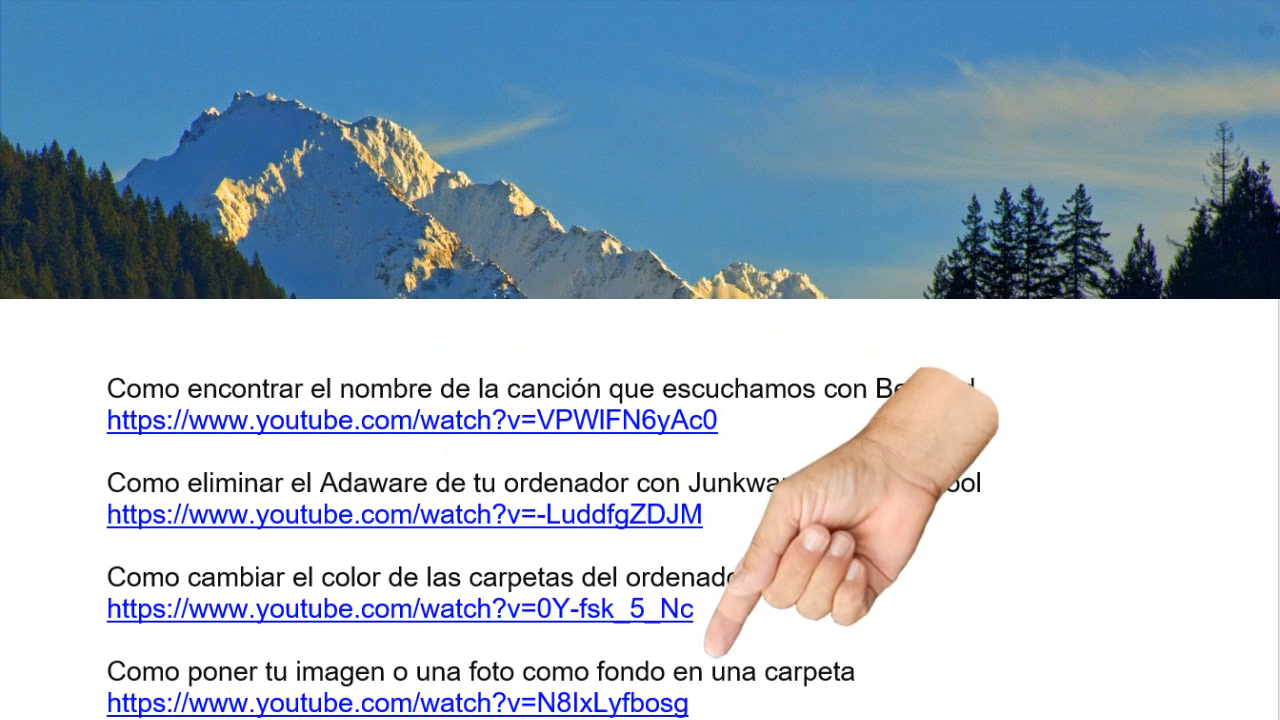 Como encontrar el nombre de la canción que escuchamos con
https://www.youtube.com/watch?v=VPWlFN6yAc0
Como eliminar el Adaware de tu ordenador con
https://www.youtube.com/watch?v=-LuddfgZDJM
Como cambiar el color de las carpetas del
https://www.youtube.com/watch?v=0Y-fsk_5_Nc
Como poner tu imagen o una foto como fondo en una carpeta
https://www.youtube.com/watch?v=N8IxLyfbosg